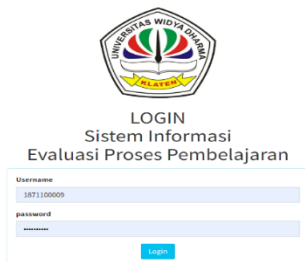 UNIVERSITAS WIDYA DHARMA
KLATEN
LOGIN
Sistem Informasi
Evaluasi Proses Pembelajaran
Username
1871100009
password
••••••••••
Login